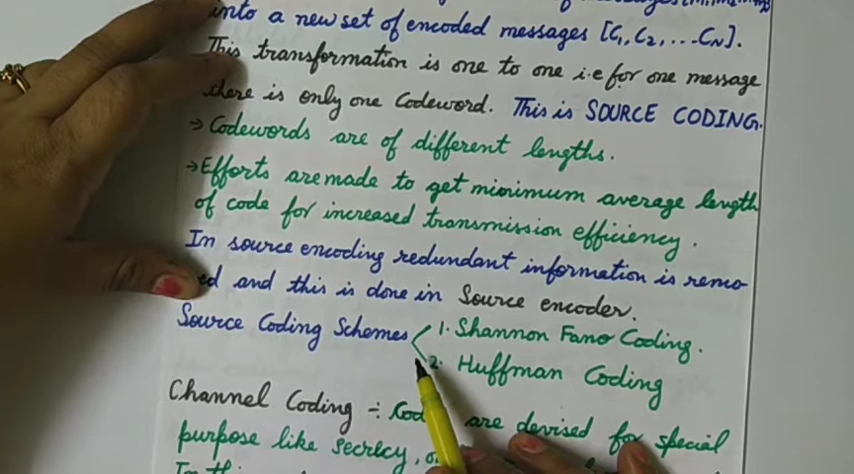 into a new set of encoded messages [C1, C2, ... CN].
This transformation is one to one i.e for one message
there is only one Codeword. This is SOURCE CODING.
→ Codewords are of different lengths.
→ Efforts are made to get minimum average length
of code for increased transmission efficiency.
In source encoding redundant information is remo-
ed and this is done in Source encoder.
Source Coding Schemes 1. Shannon Fano Coding.
2. Huffman Coding
Channel Coding ÷ are devised for special
purpose like secrecy,
In